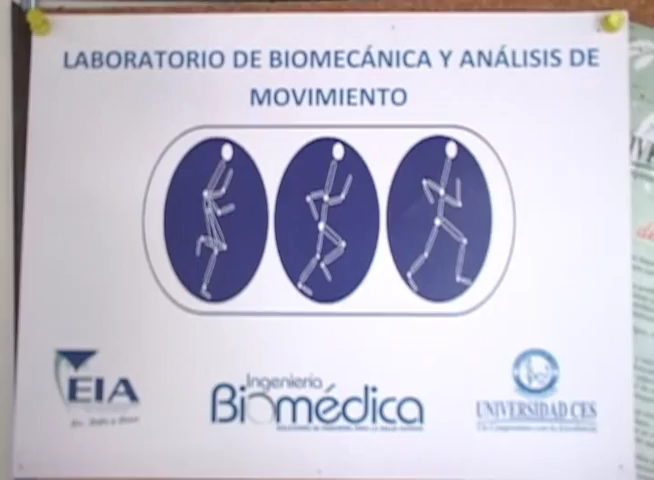 LABORATORIO DE BIOMECÁNICA Y ANÁLISIS DE
MOVIMIENTO
EIA
Ingeniería
Biomédica
UNIVERSIDAD CES